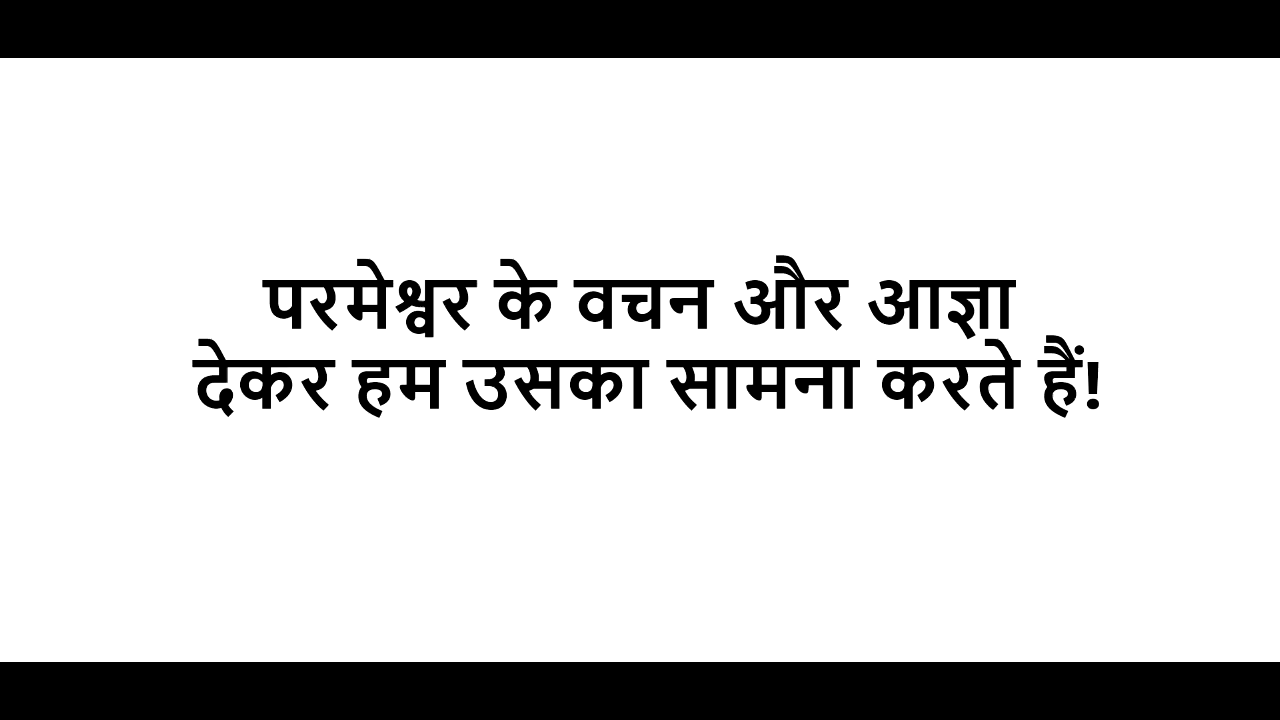 परमेश्वर के वचन और आज्ञा
देकर हम उसका सामना करते हैं!